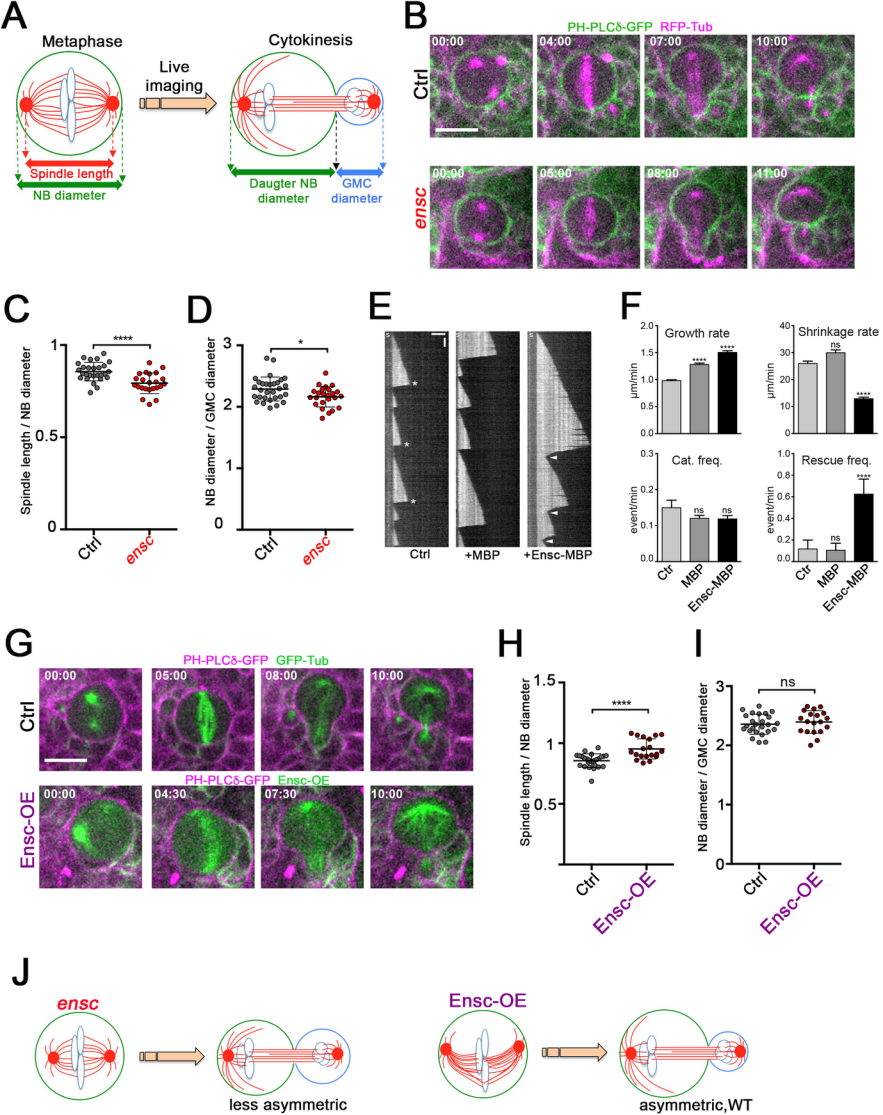 A
Metaphase
Live
imaging
Cytokinesis
Spindle length
NB diameter
Daugter NB
diameter
GMC
diameter
B
PH-PLCδ-GFP RFP-Tub
Ctrl
00:00
04:00
07:00
10:00
ensc
00:00
05:00
08:00
11:00
C
Spindle length / NB diameter
2
1
0.5
0
****
Ctrl
ensc
D
NB diameter / GMC diameter
3
2
1
0
*
Ctrl
ensc
E
s
s
s
*
*
*
Ctrl
+MBP
+Ensc-MBP
F
Growth rate
µm/min
2.0
1.5
1.0
0.5
0
****
****
Shrinkage rate
µm/min
40
30
20
10
0
ns
****
Cat. freq.
event/min
0.3
0.2
0.1
0.0
ns
ns
Ctr
MBP
Ensc-MBP
Rescue freq.
event/min
1.0
0.8
0.6
0.4
0.2
0.0
ns
****
Ctr
MBP
Ensc-MBP
G
PH-PLCδ-GFP GFP-Tub
Ctrl
00:00
05:00
08:00
10:00
PH-PLCδ-GFP Ensc-OE
Ensc-OE
00:00
04:30
07:30
10:00
H
Spindle length / NB diameter
1.5
1
0.5
0
****
Ctrl
Ensc-OE
I
NB diameter / GMC diameter
3
2
1
0
ns
Ctrl
Ensc-OE
J
ensc
less asymmetric
Ensc-OE
asymmetric,WT